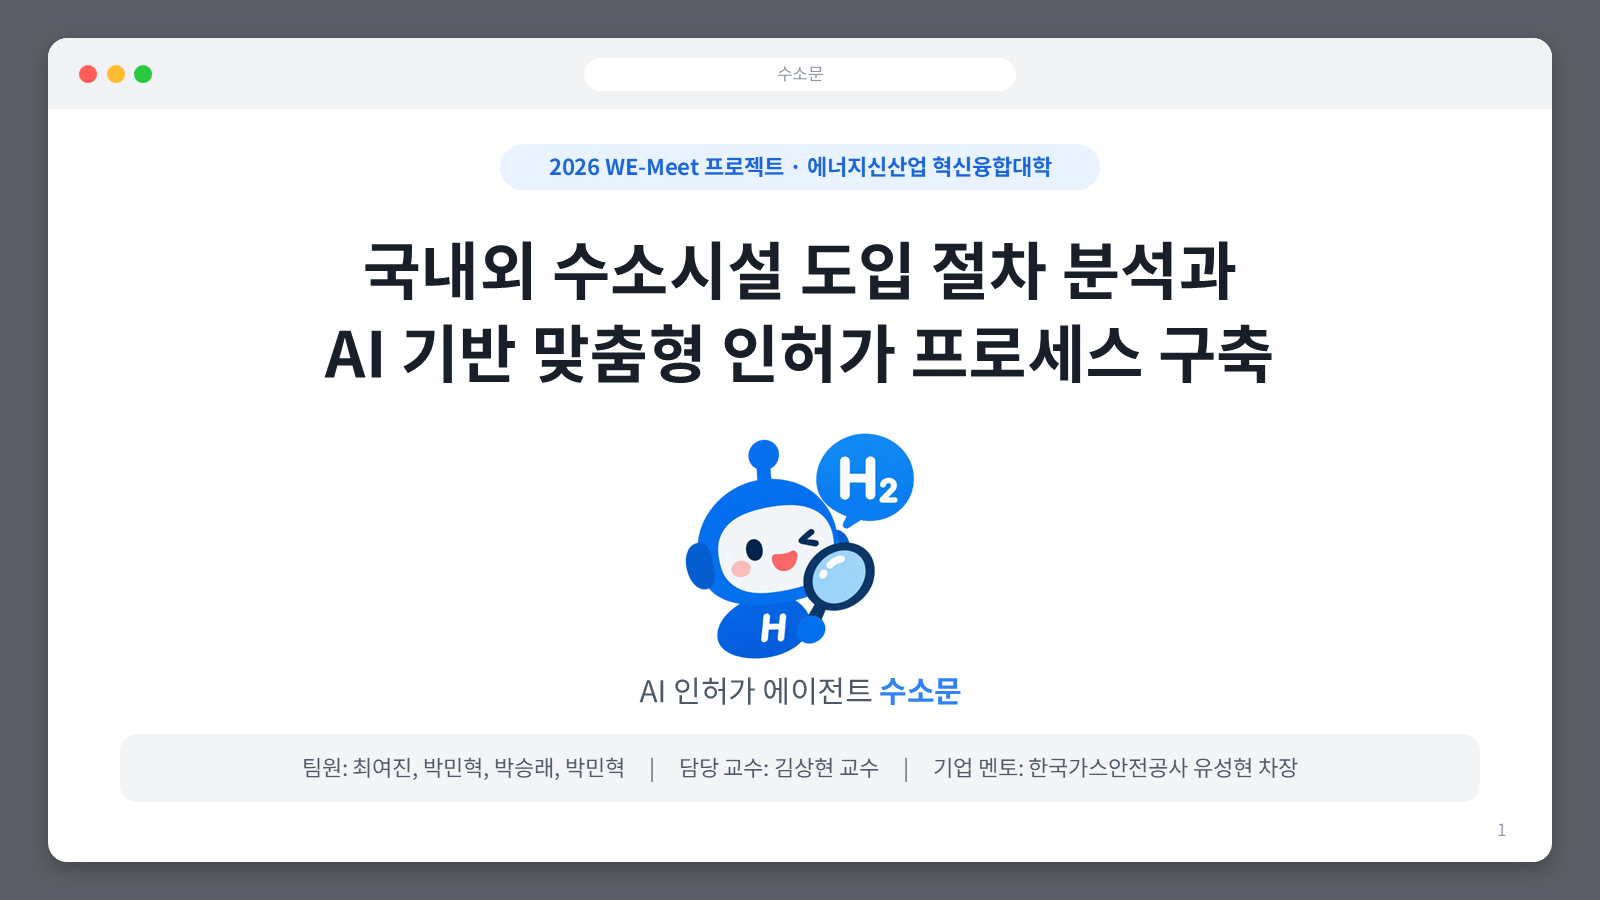 수소문
2026 WE-Meet 프로젝트 · 에너지신산업 혁신융합대학
국내외 수소시설 도입 절차 분석과
AI 기반 맞춤형 인허가 프로세스 구축
H2
H
AI 인허가 에이전트 수소문
팀원: 최여진, 박민혁, 박승래, 박민혁 | 담당 교수: 김상현 교수 | 기업 멘토: 한국가스안전공사 유성현 차장
1